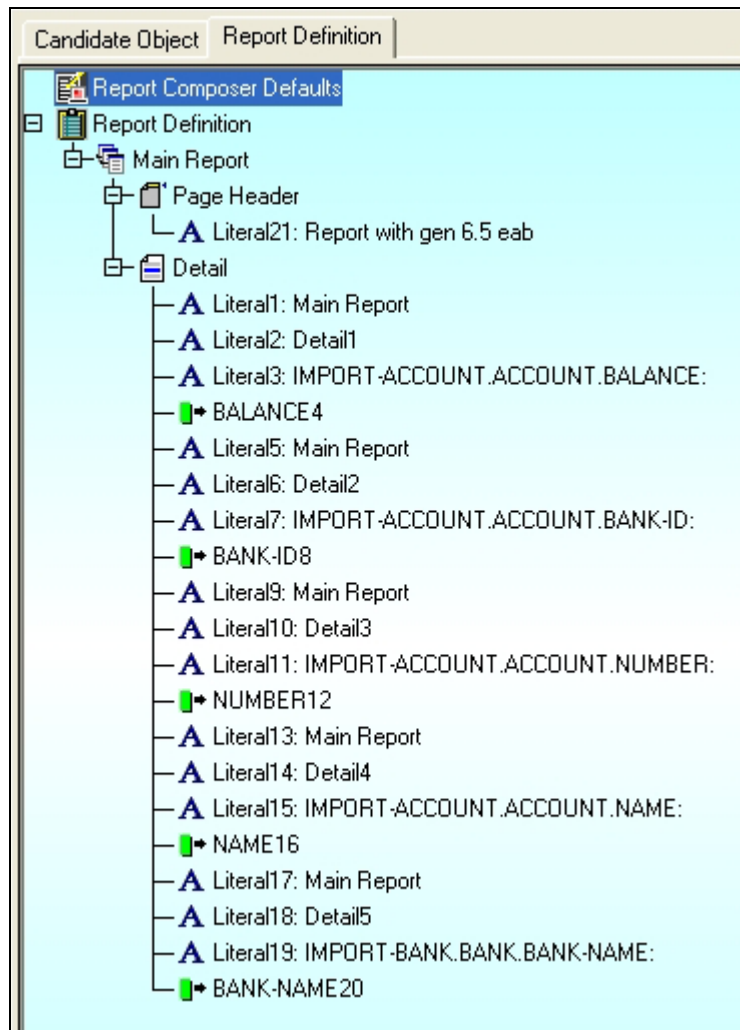 Candidate Object
Report Definition
Report Composer Defaults
Report Definition
Main Report
Page Header
Literal21: Report with gen 6.5 eab
Detail
Literal1: Main Report
Literal2: Detail1
Literal3: IMPORT-ACCOUNT.ACCOUNT.BALANCE:
BALANCE4
Literal5: Main Report
Literal6: Detail2
Literal7: IMPORT-ACCOUNT.ACCOUNT.BANK-ID:
BANK-ID8
Literal9: Main Report
Literal10: Detail3
Literal11: IMPORT-ACCOUNT.ACCOUNT.NUMBER:
NUMBER12
Literal13: Main Report
Literal14: Detail4
Literal15: IMPORT-ACCOUNT.ACCOUNT.NAME:
NAME16
Literal17: Main Report
Literal18: Detail5
Literal19: IMPORT-BANK.BANK.BANK-NAME:
BANK-NAME20